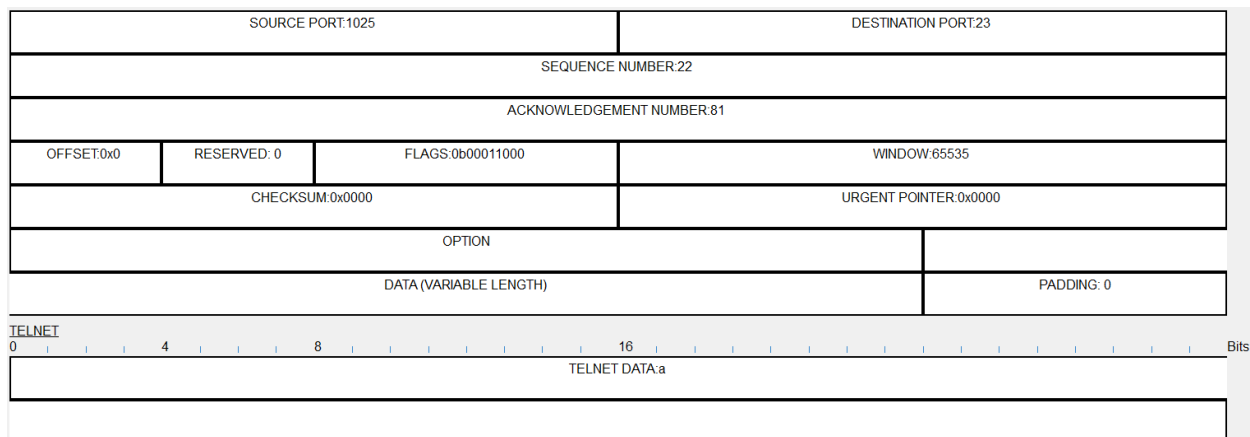 SOURCE PORT:1025 DESTINATION PORT:23
SEQUENCE NUMBER:22
ACKNOWLEDGEMENT NUMBER:81
OFFSET:0x0 RESERVED: 0 FLAGS:0b00011000 WINDOW:65535
CHECKSUM:0x0000 URGENT POINTER:0x0000
OPTION
DATA (VARIABLE LENGTH) PADDING: 0
TELNET
0 4 8 16 Bits
TELNET DATA:a